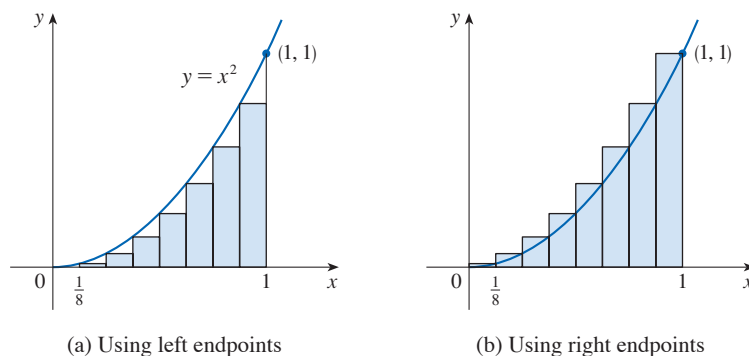 y
(1, 1)
y = x²
0
1/8
1
x
(a) Using left endpoints
y
(1, 1)
0
1/8
1
x
(b) Using right endpoints